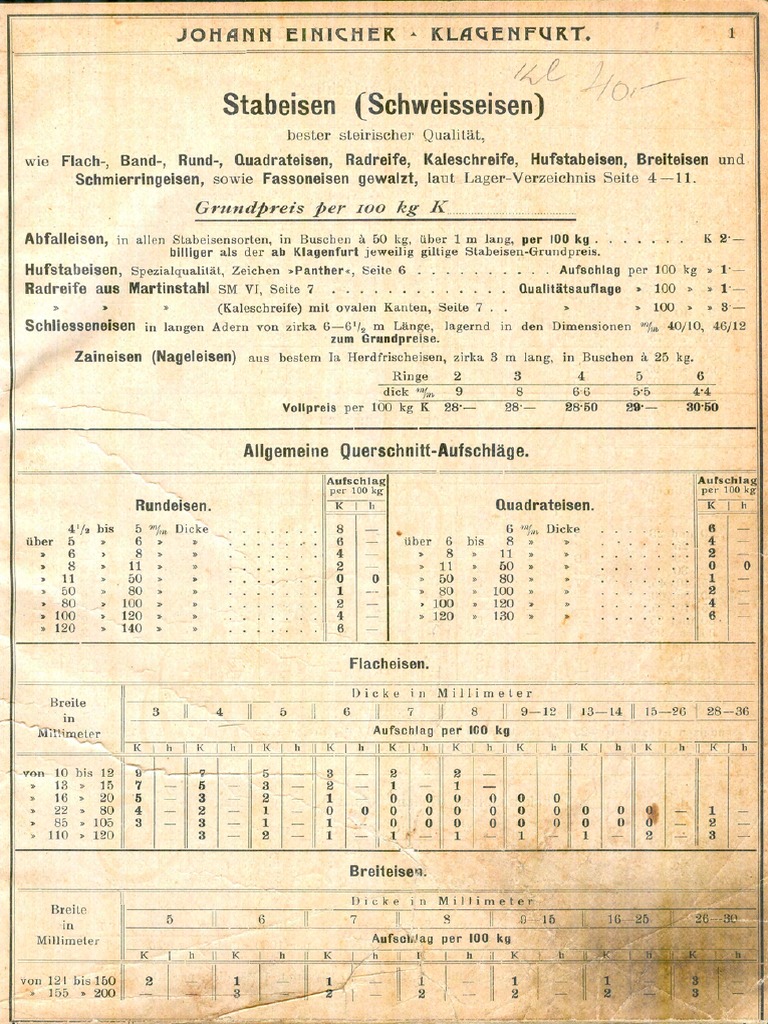 JOHANN EINICHER · KLAGENFURT. 1
Stabeisen (Schweisseisen)
bester steirischer Qualität,
wie Flach-, Band-, Rund-, Quadrateisen, Radreife, Kaleschreife, Hufstabeisen, Breiteisen und
Schmierringeisen, sowie Fassoneisen gewalzt, laut Lager-Verzeichnis Seite 4—11.
Grundpreis per 100 kg K
Abfalleisen, in allen Stabeisensorten, in Buschen à 50 kg, über 1 m lang, per 100 kg . . . . . . K 2·—
billiger als der ab Klagenfurt jeweilig giltige Stabeisen-Grundpreis.
Hufstabeisen, Spezialqualität, Zeichen »Panther«, Seite 6 . . . . . . . . . . . Aufschlag per 100 kg » 1·—
Radreife aus Martinstahl SM VI, Seite 7 . . . . . . . . . . . . Qualitätsauflage » 100 » » 1·—
» » » (Kaleschreife) mit ovalen Kanten, Seite 7 . . » » 100 » » 3·—
Schliesseneisen in langen Adern von zirka 6—6½ m Länge, lagernd in den Dimensionen m/m 40/10, 46/12
zum Grundpreise.
Zaineisen (Nageleisen) aus bestem Ia Herdfrischeisen, zirka 3 m lang, in Buschen à 25 kg.
Ringe 2 3 4 5 6
dick m/m 9 8 6·6 5·5 4·4
Vollpreis per 100 kg K 28·— 28·— 28·50 29·— 30·50
Allgemeine Querschnitt-Aufschläge.
Rundeisen. Aufschlag per 100 kg K h
4½ bis 5 m/m Dicke 8 —
über 5 » 6 » » 6 —
» 6 » 8 » » 4 —
» 8 » 11 » » 2 —
» 11 » 50 » » 0 0
» 50 » 80 » » 1 —
» 80 » 100 » » 2 —
» 100 » 120 » » 4 —
» 120 » 140 » » 6 —
Quadrateisen. Aufschlag per 100 kg K h
6 m/m Dicke 6 —
über 6 bis 8 » » 4 —
» 8 » 11 » » 2 —
» 11 » 50 » » 0 0
» 50 » 80 » » 1 —
» 80 » 100 » » 2 —
» 100 » 120 » » 4 —
» 120 » 130 » » 6 —
Flacheisen.
Breite in Millimeter
Dicke in Millimeter
3 4 5 6 7 8 9—12 13—14 15—26 28—36
Aufschlag per 100 kg
K h K h K h K h K h K h K h K h K h K h
von 10 bis 12 9 — 7 — 5 — 3 — 2 — 2 —
» 13 » 15 7 — 5 — 3 — 2 — 1 — 1 —
» 16 » 20 5 — 3 — 2 — 1 — 0 0 0 0 0 0
» 22 » 80 4 — 2 — 1 — 0 0 0 0 0 0 0 0 0 0 0 — 1 —
» 85 » 105 3 — 3 — 1 — 1 — 0 0 0 0 0 0 0 0 0 — 2 —
» 110 » 120 3 — 2 — 1 — 1 — 1 — 1 — 1 — 2 — 3 —
Breiteisen.
Breite in Millimeter
Dicke in Millimeter
5 6 7 8 9—15 16—25 26—30
Aufschlag per 100 kg
K h K h K h K h K h K h K h
von 121 bis 150 2 — 1 — 1 — 1 — 1 — 1 — 3 —
» 155 » 200 — — 3 — 2 — 2 — 2 — 2 — 3 —